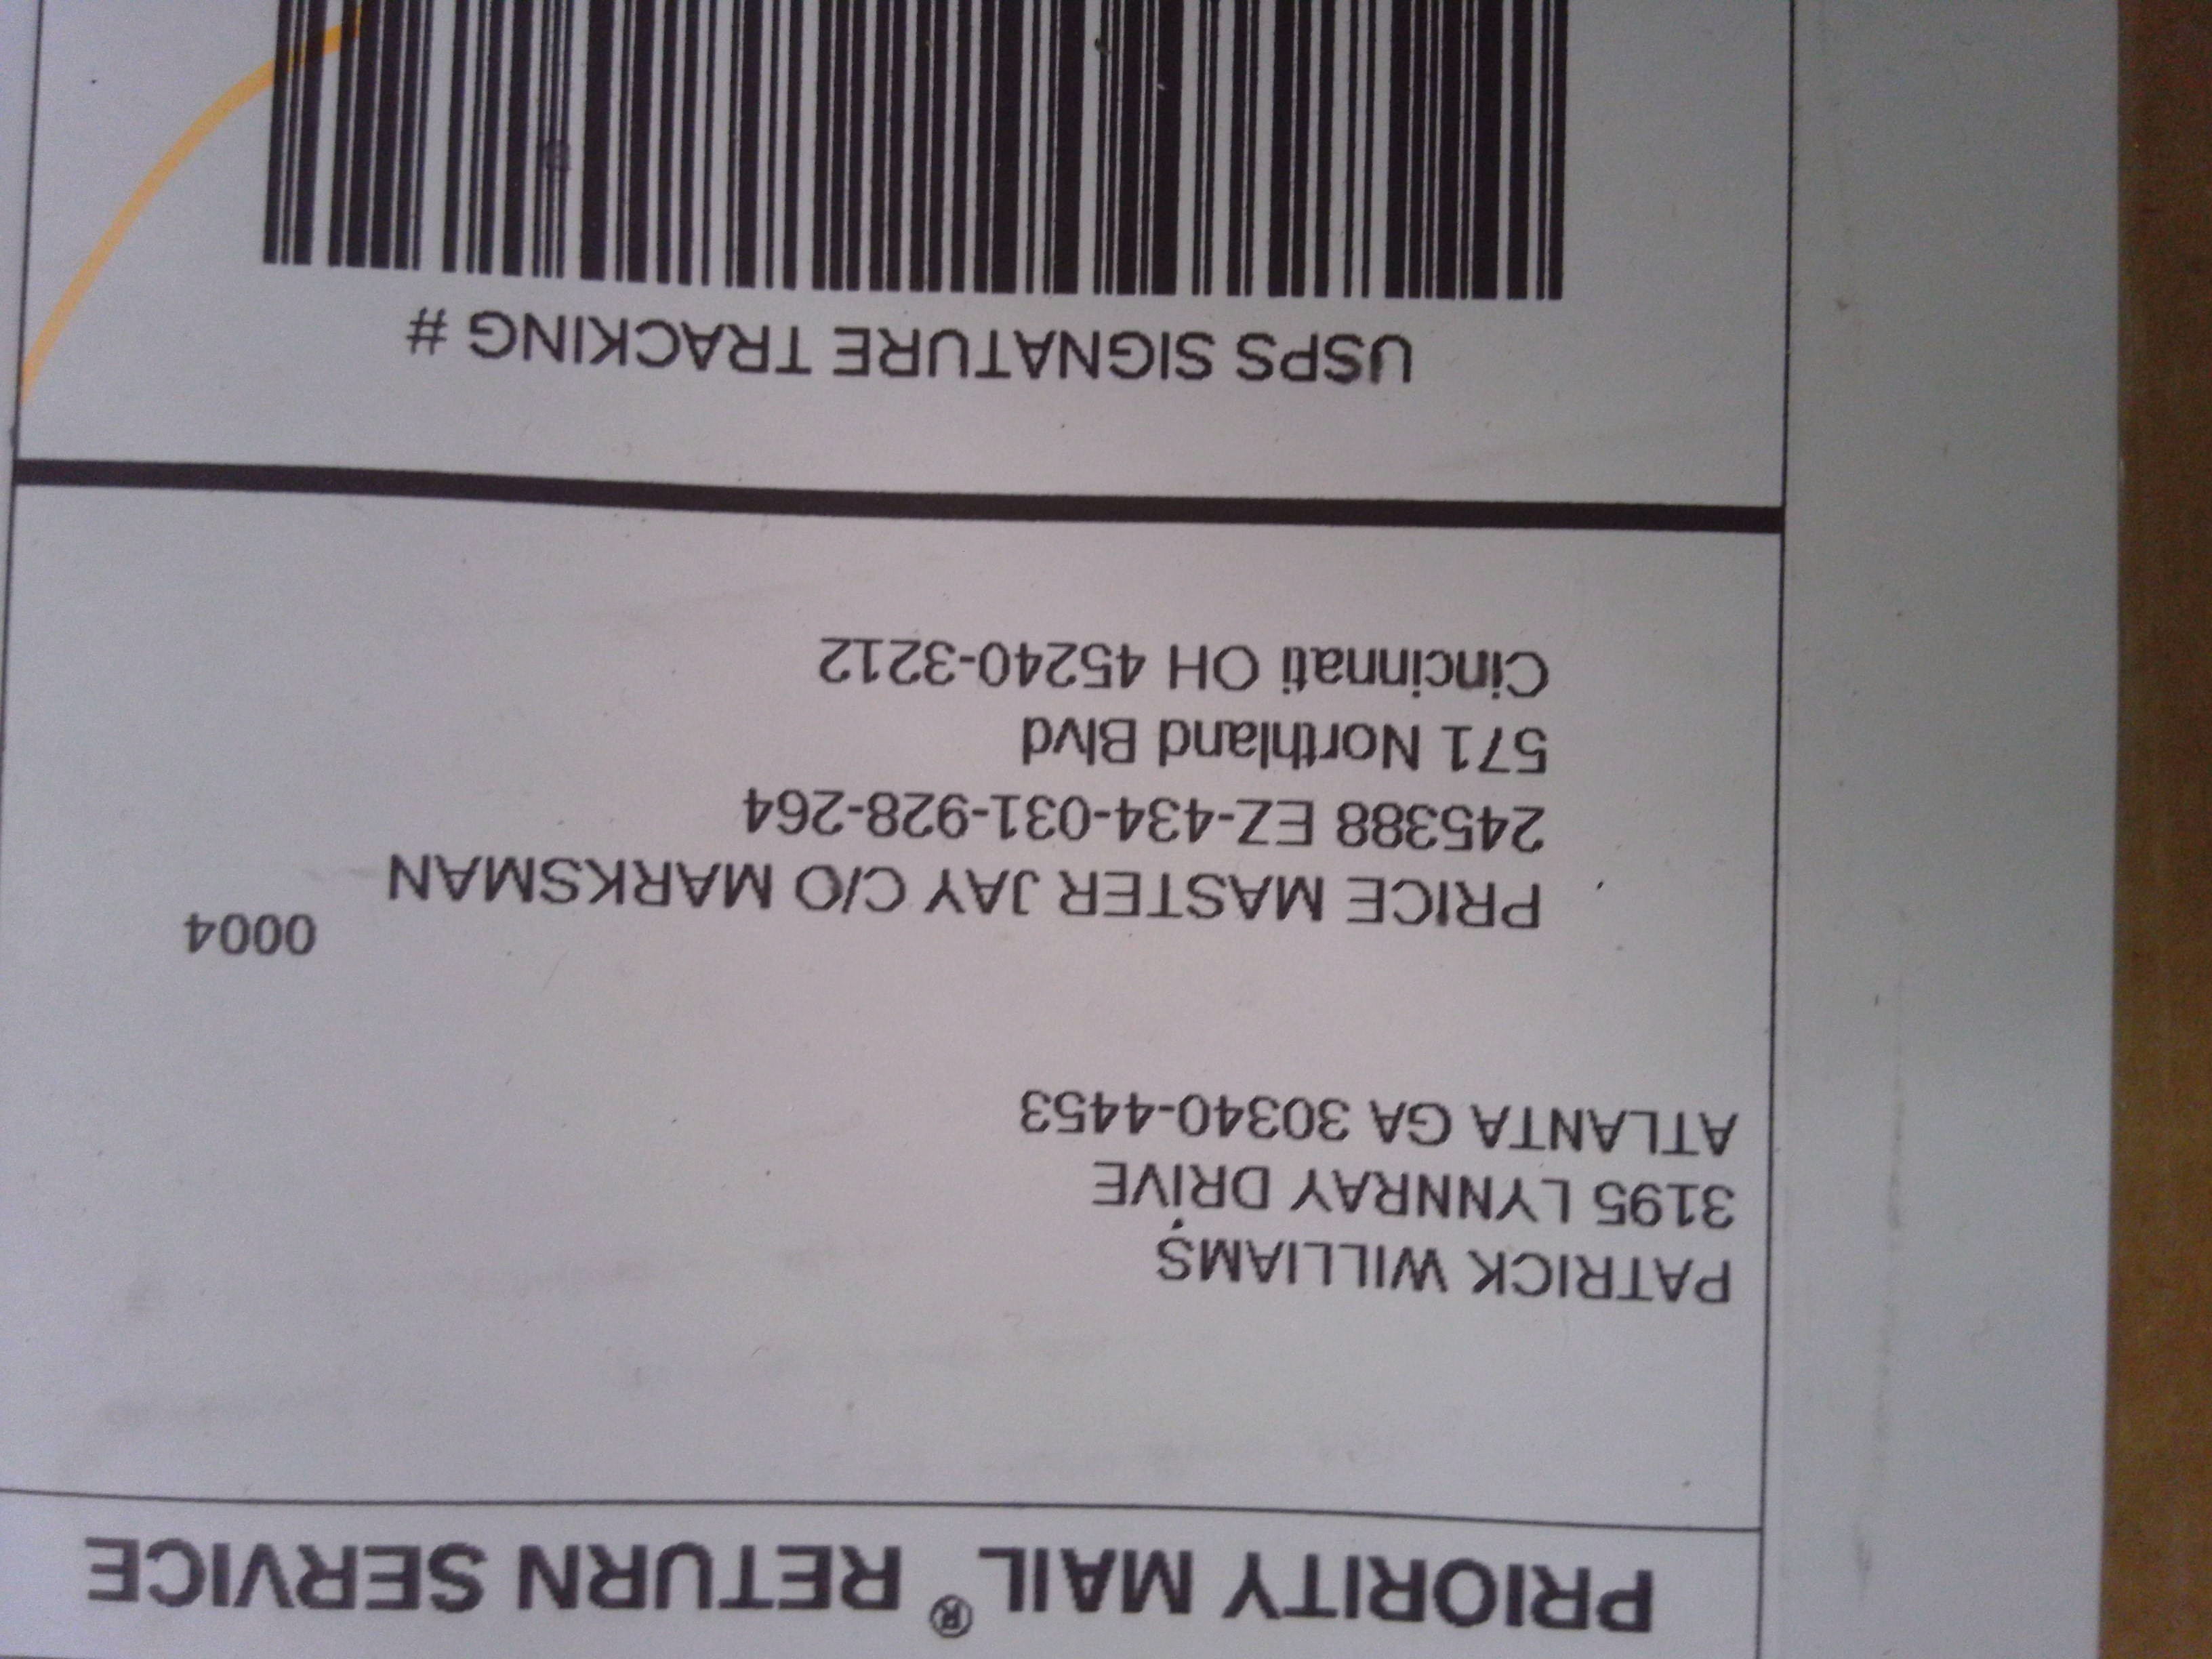 PRIORITY MAIL® RETURN SERVICE
PATRICK WILLIAMS
3195 LYNNRAY DRIVE
ATLANTA GA 30340-4453
0004
PRICE MASTER JAY C/O MARKSMAN
245388 EZ-434-031-928-264
571 Northland Blvd
Cincinnati OH 45240-3212
USPS SIGNATURE TRACKING #